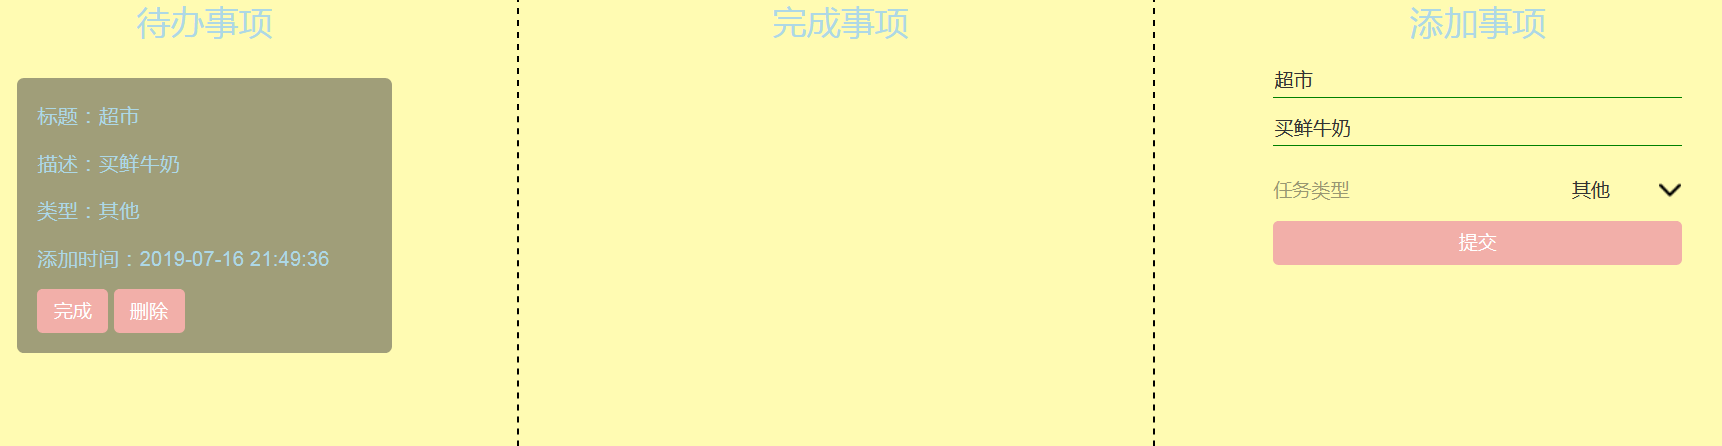 待办事项
标题：超市
描述：买鲜牛奶
类型：其他
添加时间：2019-07-16 21:49:36
完成 删除
完成事项
添加事项
超市
买鲜牛奶
任务类型 其他
提交